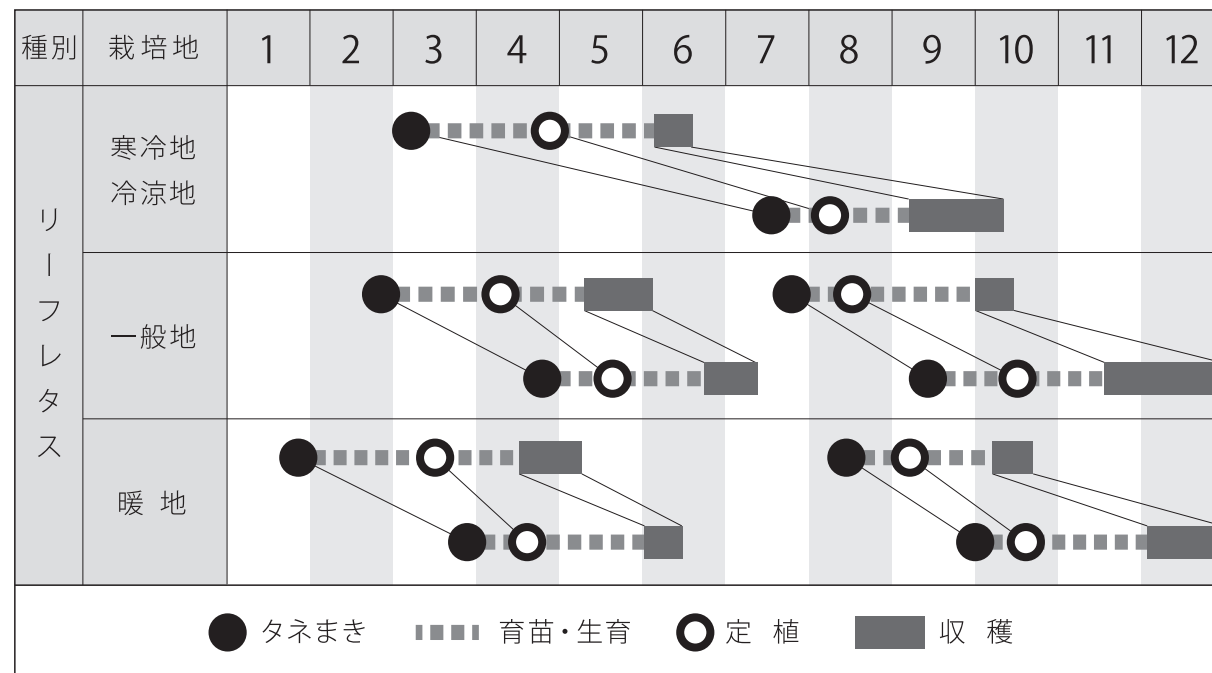 種別 栽培地 1 2 3 4 5 6 7 8 9 10 11 12
リーフレタス
寒冷地
冷涼地
一般地
暖 地
タネまき 育苗・生育 定 植 収 穫